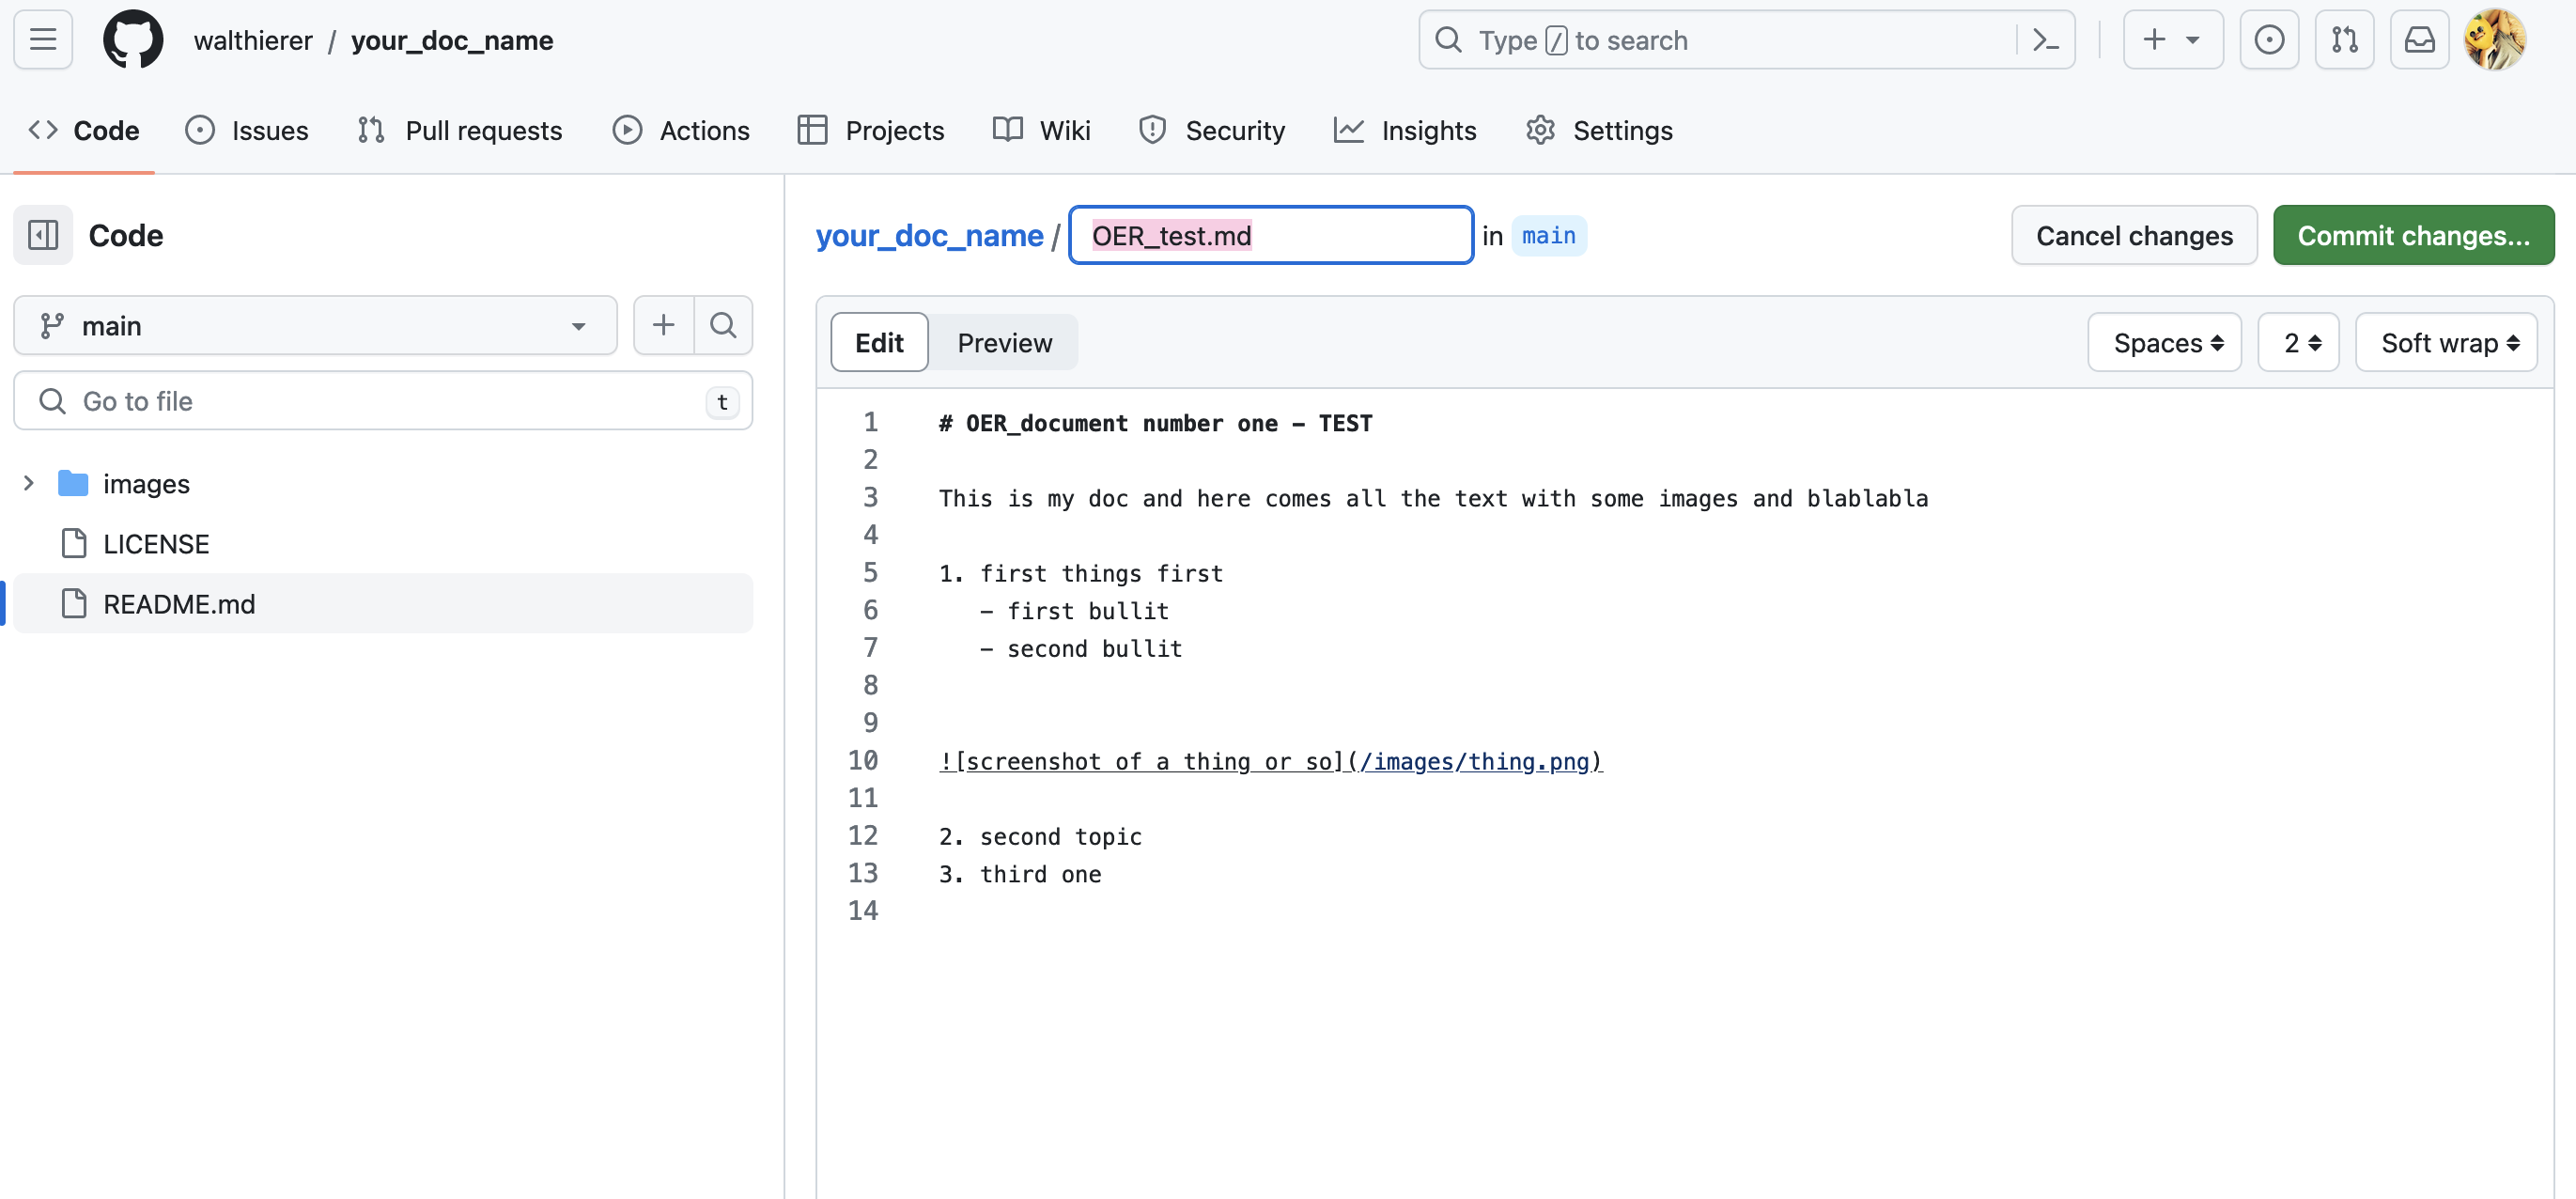 walthierer / your_doc_name
Type / to search
Code
Issues
Pull requests
Actions
Projects
Wiki
Security
Insights
Settings
Code
main
Go to file
t
images
LICENSE
README.md
your_doc_name / OER_test.md in main
Cancel changes
Commit changes...
Edit
Preview
Spaces
2
Soft wrap
1 # OER_document number one - TEST
2
3 This is my doc and here comes all the text with some images and blablabla
4
5 1. first things first
6 - first bullit
7 - second bullit
8
9
10 ![screenshot of a thing or so](/images/thing.png)
11
12 2. second topic
13 3. third one
14